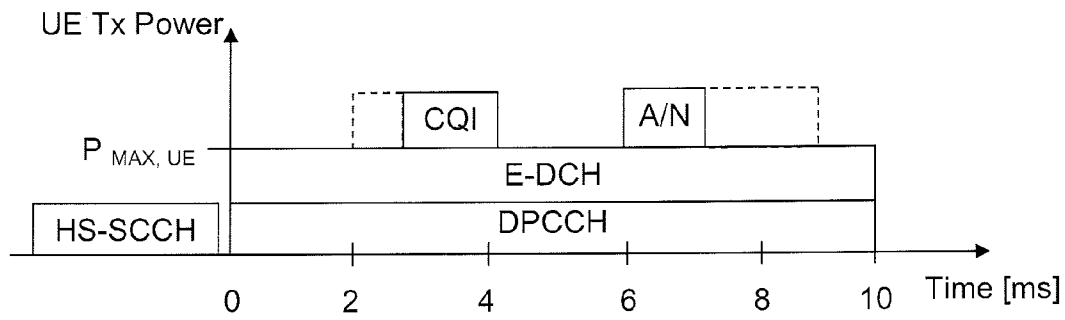 UE Tx Power
CQI
A/N
P MAX, UE
E-DCH
HS-SCCH
DPCCH
0 2 4 6 8 10 Time [ms]